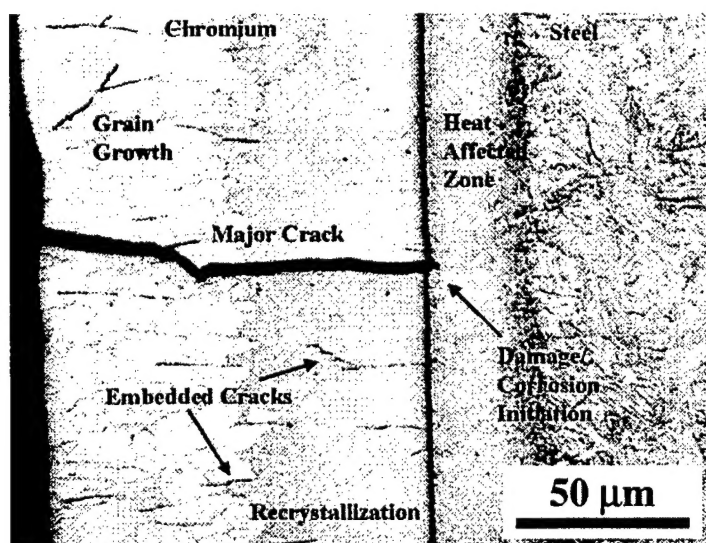 Chromium
Steel
Grain
Growth
Heat
Affected
Zone
Major Crack
Damage/
Corrosion
Initiation
Embedded Cracks
Recrystallization
50 μm